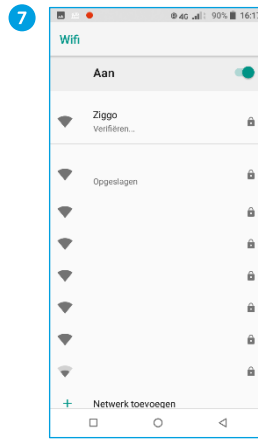 7
4G 90% 16:17
Wifi
Aan
Ziggo
Verifiëren...
Opgeslagen
+ Netwerk toevoegen